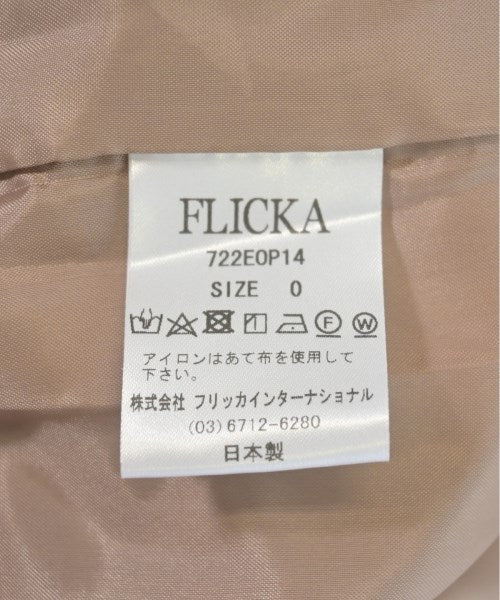 FLICKA
722EOP14
SIZE 0
F W
アイロンはあて布を使用して
下さい。
株式会社 フリッカインターナショナル
(03)6712-6280
日本製